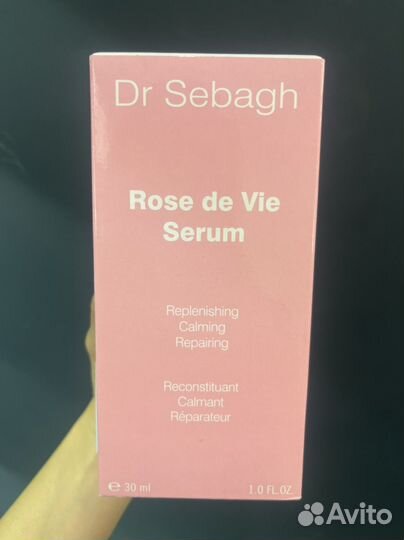 Dr Sebagh
Rose de Vie
Serum
Replenishing
Calming
Repairing
Reconstituant
Calmant
Réparateur
℮ 30 ml 1.0 FL.OZ.
Avito